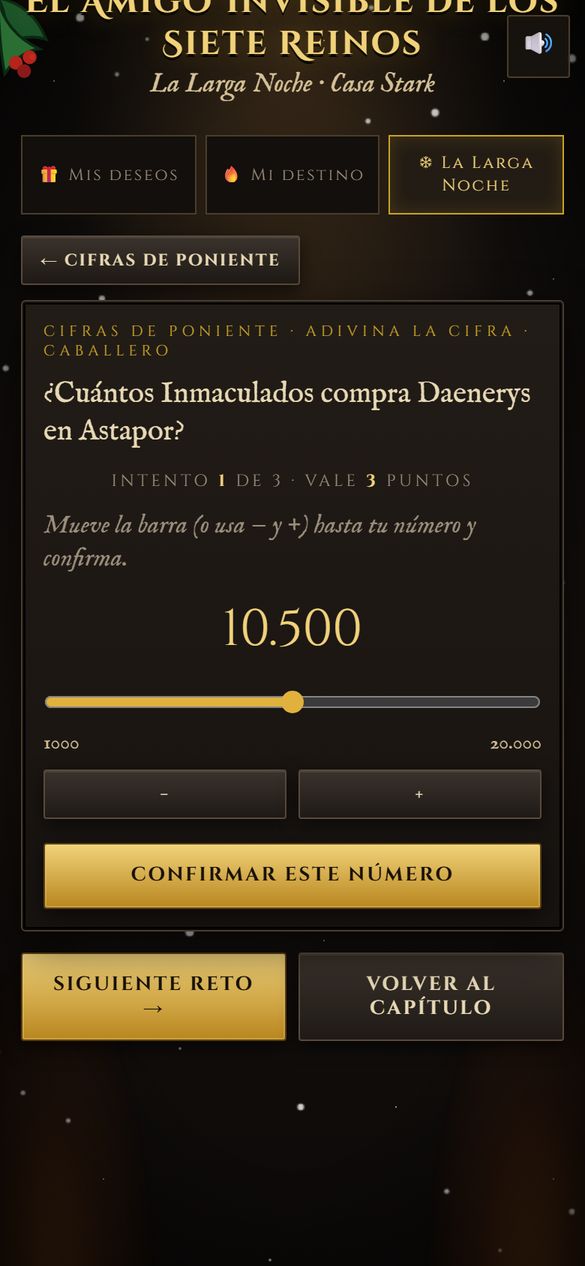 EL AMIGO INVISIBLE DE LOS
SIETE REINOS
La Larga Noche · Casa Stark
MIS DESEOS
MI DESTINO
LA LARGA
NOCHE
← CIFRAS DE PONIENTE
CIFRAS DE PONIENTE · ADIVINA LA CIFRA ·
CABALLERO
¿Cuántos Inmaculados compra Daenerys
en Astapor?
INTENTO 1 DE 3 · VALE 3 PUNTOS
Mueve la barra (o usa – y +) hasta tu número y
confirma.
10.500
1000
20.000
–
+
CONFIRMAR ESTE NÚMERO
SIGUIENTE RETO
→
VOLVER AL
CAPÍTULO